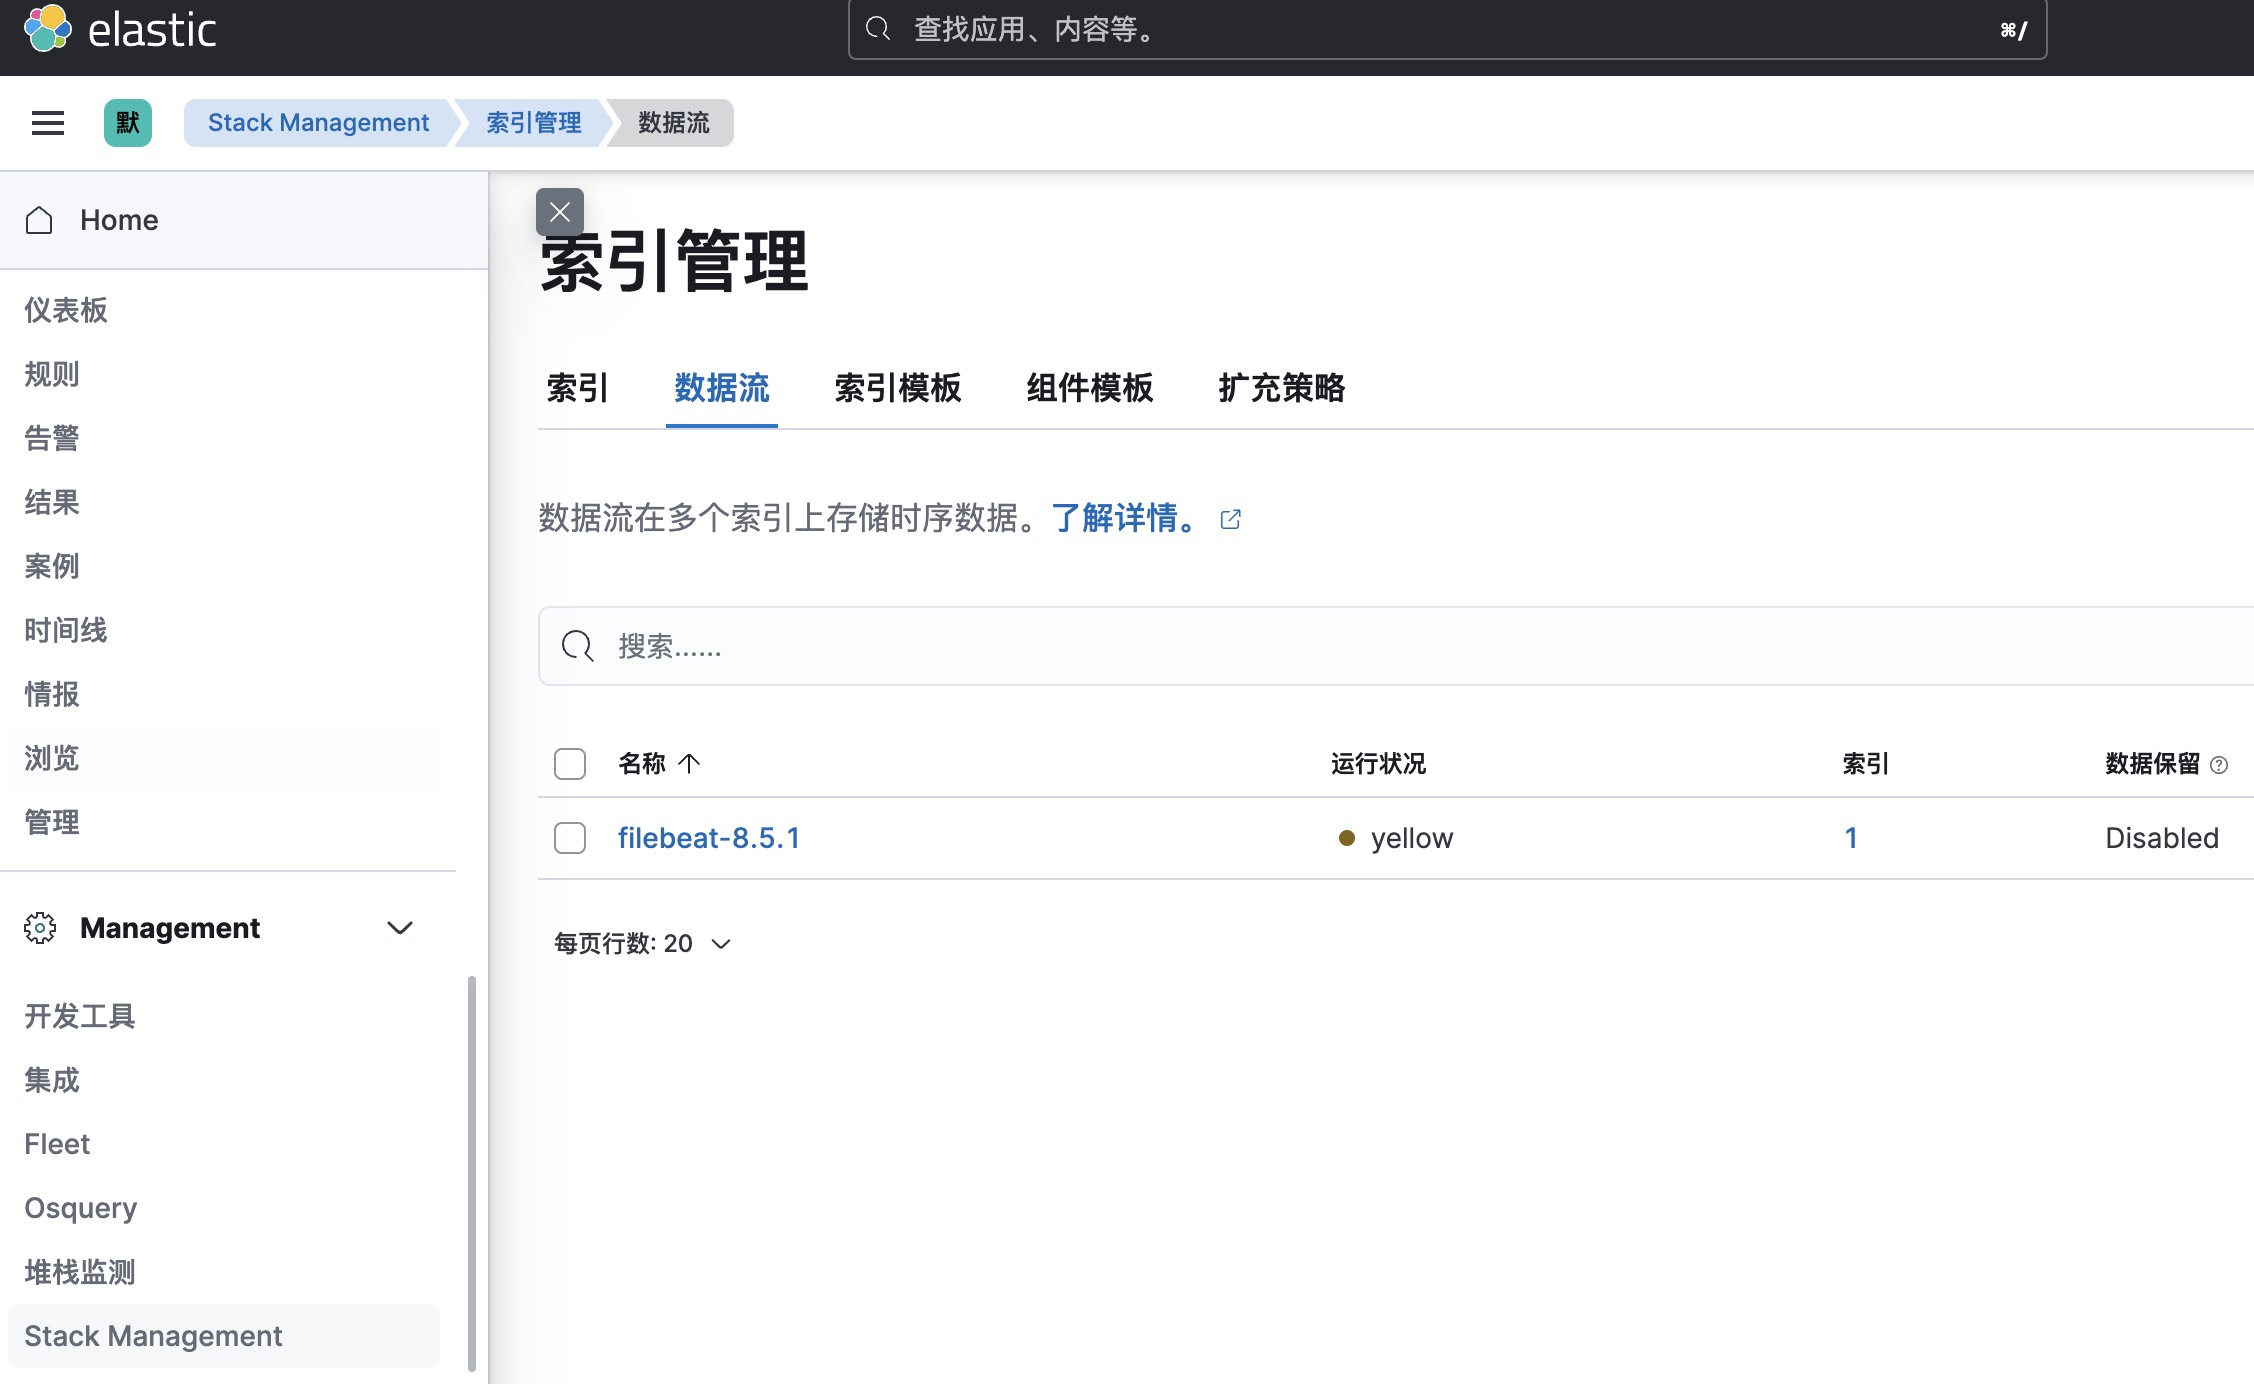 elastic
查找应用、内容等。
⌘/
默
Stack Management
索引管理
数据流
Home
仪表板
规则
告警
结果
案例
时间线
情报
浏览
管理
Management
开发工具
集成
Fleet
Osquery
堆栈监测
Stack Management
索引管理
索引 数据流 索引模板 组件模板 扩充策略
数据流在多个索引上存储时序数据。了解详情。
搜索......
名称 运行状况 索引 数据保留
filebeat-8.5.1 yellow 1 Disabled
每页行数: 20